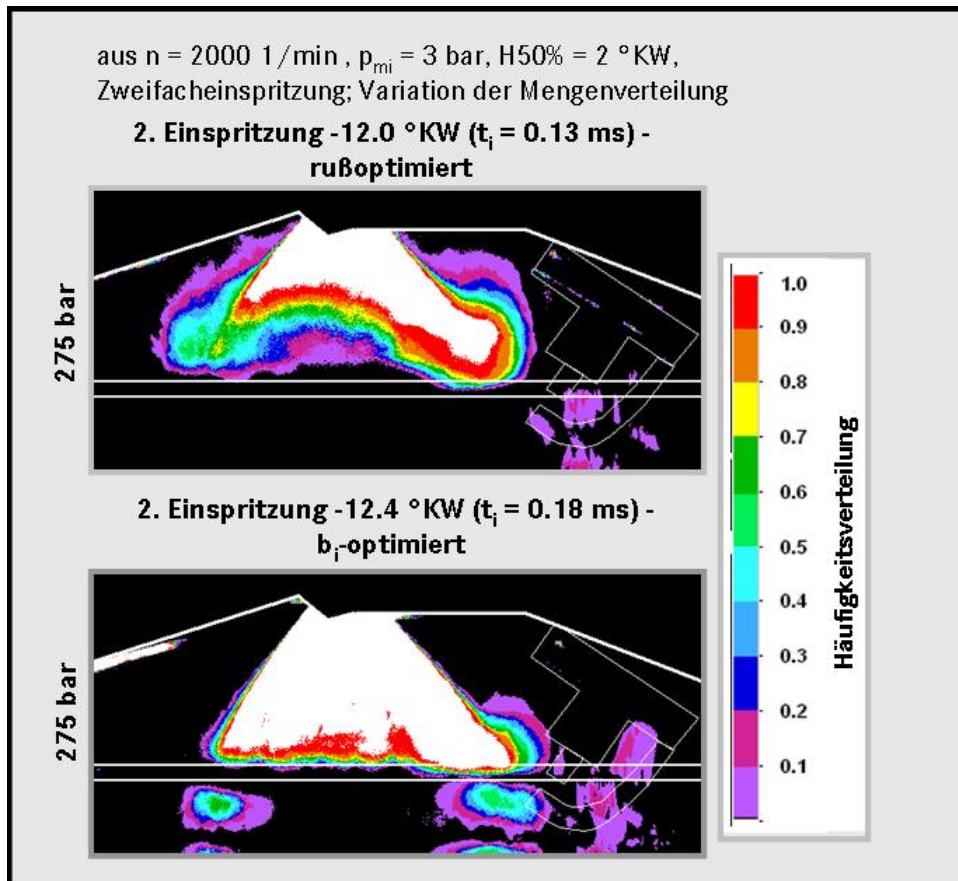 aus n = 2000 1/min , pmi = 3 bar, H50% = 2 °KW,
Zweifacheinspritzung; Variation der Mengenverteilung
2. Einspritzung -12.0 °KW (ti = 0.13 ms) -
rußoptimiert
275 bar
2. Einspritzung -12.4 °KW (ti = 0.18 ms) -
bi-optimiert
275 bar
1.0
0.9
0.8
0.7
0.6
0.5
0.4
0.3
0.2
0.1
Häufigkeitsverteilung